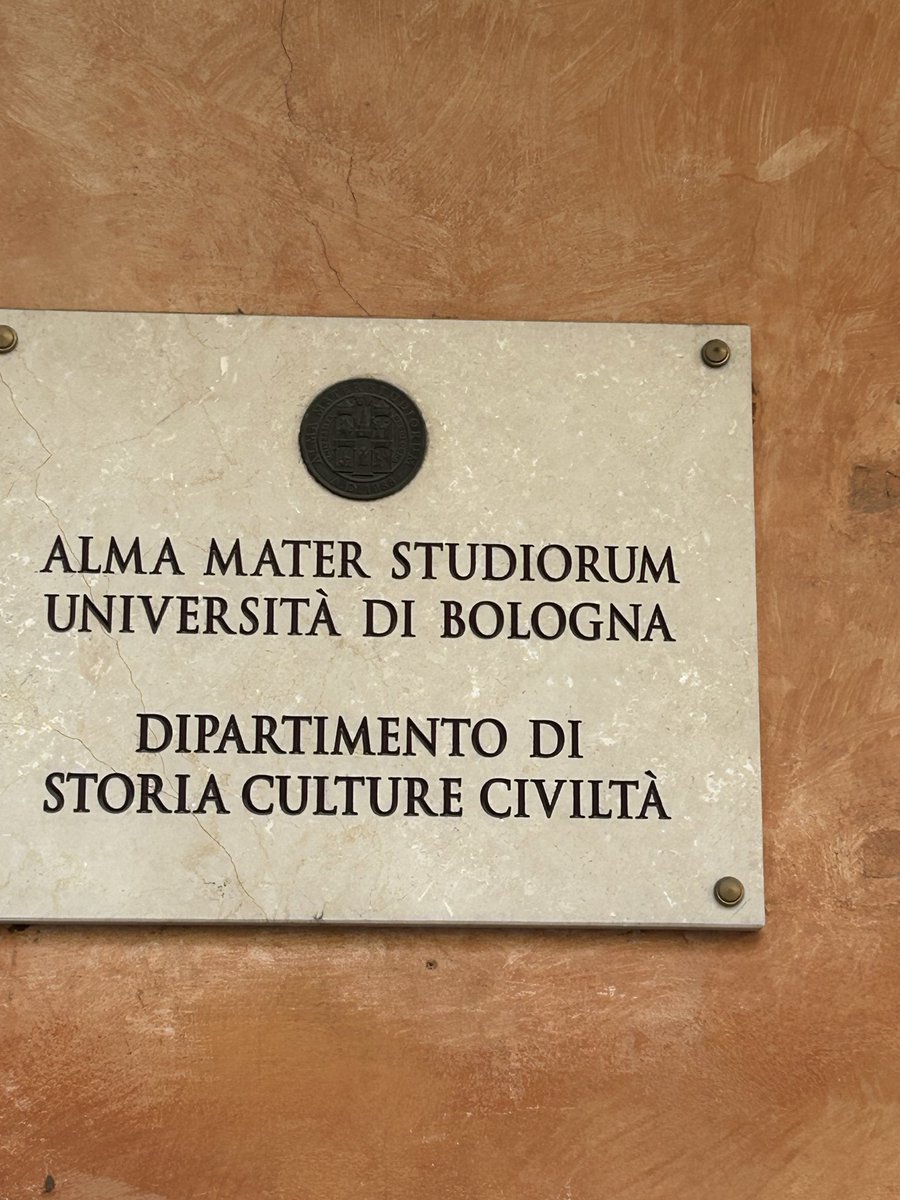 ALMA MATER STUDIORUM
UNIVERSITÀ DI BOLOGNA
DIPARTIMENTO DI
STORIA CULTURE CIVILTÀ